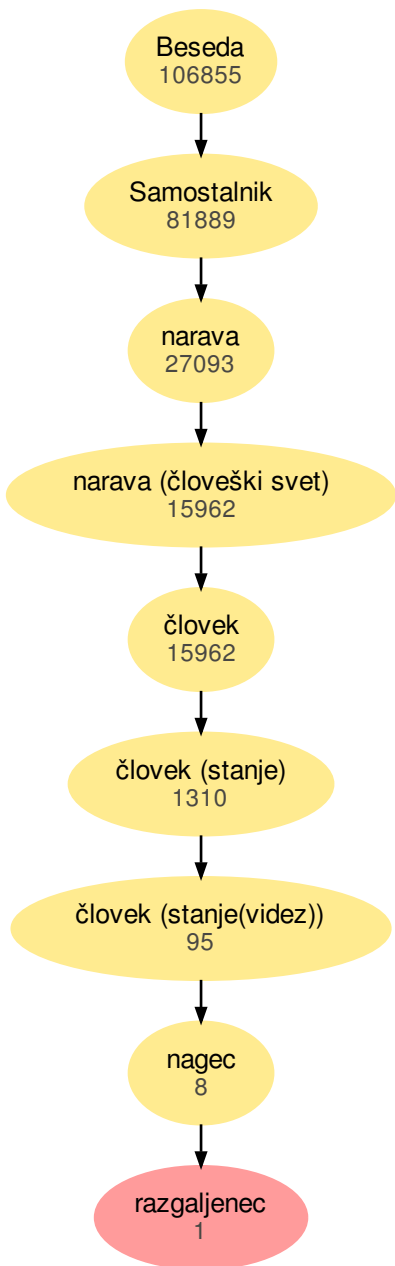 Beseda
106855
Samostalnik
81889
narava
27093
narava (človeški svet)
15962
človek
15962
človek (stanje)
1310
človek (stanje(videz))
95
nagec
8
razgaljenec
1